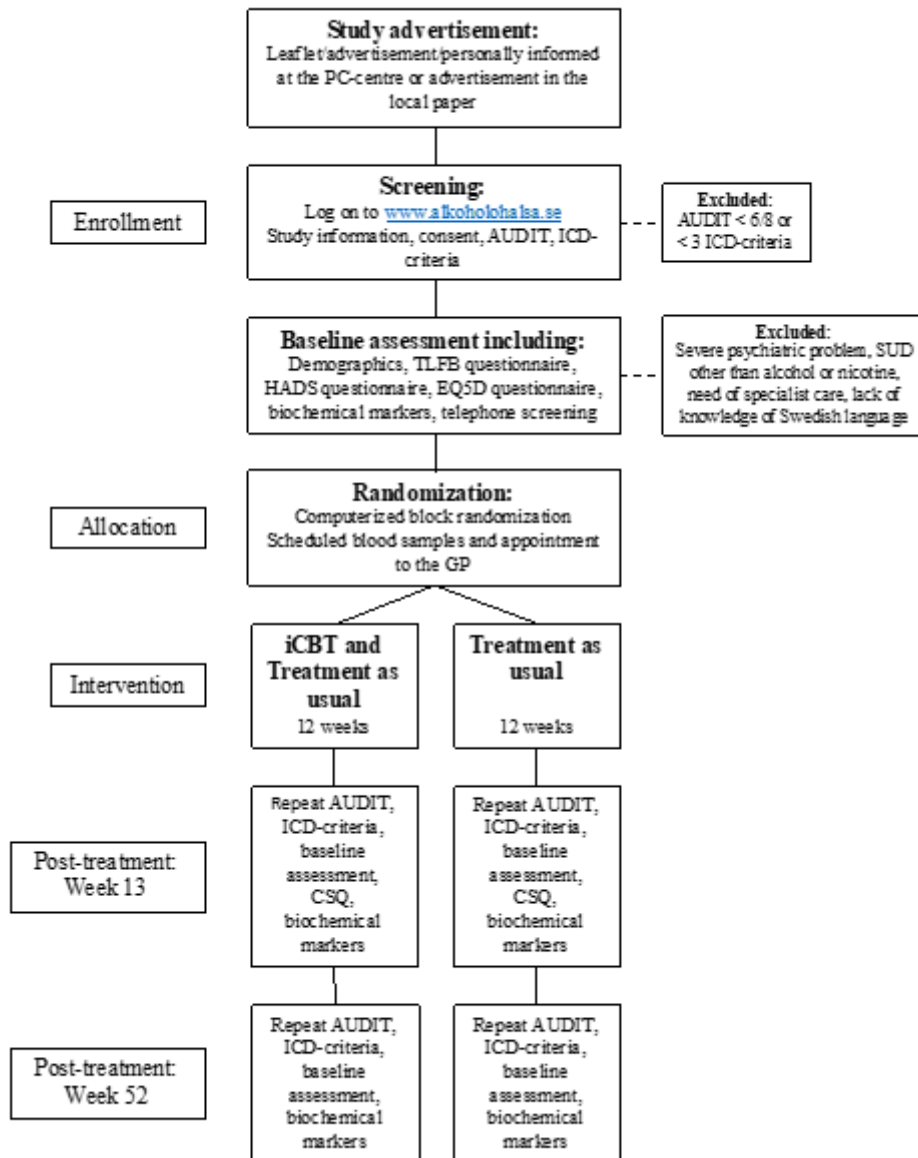 Study advertisement:
Leaflet/advertisement/personally informed
at the PC-centre or advertisement in the
local paper
Enrollment
Screening:
Log on to www.alkoholohalsa.se
Study information, consent, AUDIT, ICD-
criteria
Excluded:
AUDIT < 6/8 or
< 3 ICD-criteria
Baseline assessment including:
Demographics, TLFB questionnaire,
HADS questionnaire, EQ5D questionnaire,
biochemical markers, telephone screening
Excluded:
Severe psychiatric problem, SUD
other than alcohol or nicotine,
need of specialist care, lack of
knowledge of Swedish language
Allocation
Randomization:
Computerized block randomization
Scheduled blood samples and appointment
to the GP
Intervention
iCBT and
Treatment as
usual
12 weeks
Treatment as
usual
12 weeks
Post-treatment:
Week 13
Repeat AUDIT,
ICD-criteria,
baseline
assessment,
CSQ,
biochemical
markers
Repeat AUDIT,
ICD-criteria,
baseline
assessment,
CSQ,
biochemical
markers
Post-treatment:
Week 52
Repeat AUDIT,
ICD-criteria,
baseline
assessment,
biochemical
markers
Repeat AUDIT,
ICD-criteria,
baseline
assessment,
biochemical
markers